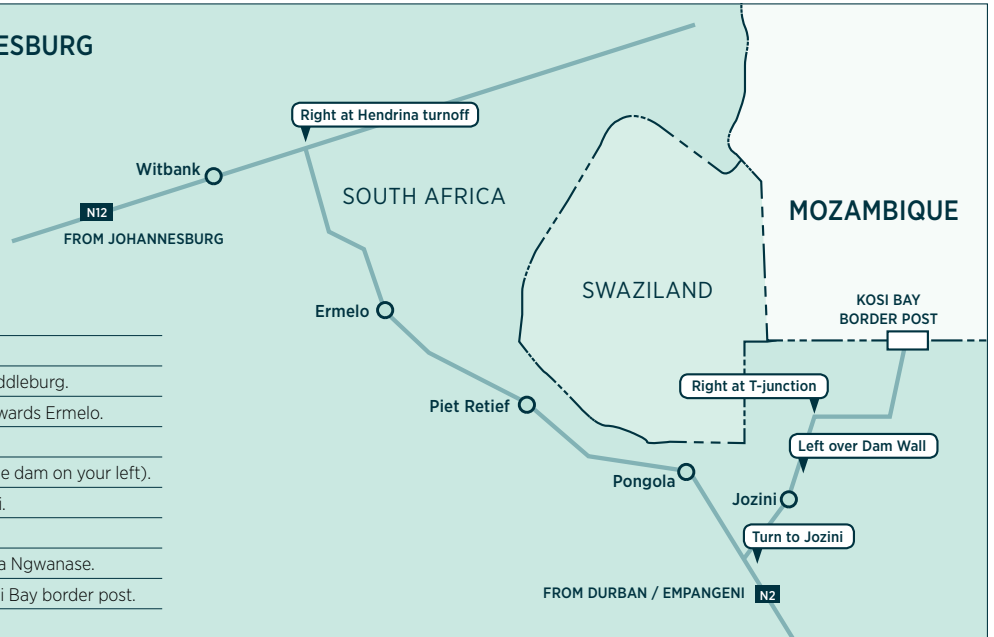 ESBURG
Right at Hendrina turnoff
Witbank
N12
FROM JOHANNESBURG
SOUTH AFRICA
MOZAMBIQUE
SWAZILAND
KOSI BAY
BORDER POST
Ermelo
Right at T-junction
Piet Retief
Left over Dam Wall
Pongola
Jozini
Turn to Jozini
FROM DURBAN / EMPANGENI
N2
ddleburg.
wards Ermelo.
e dam on your left).
i.
a Ngwanase.
i Bay border post.